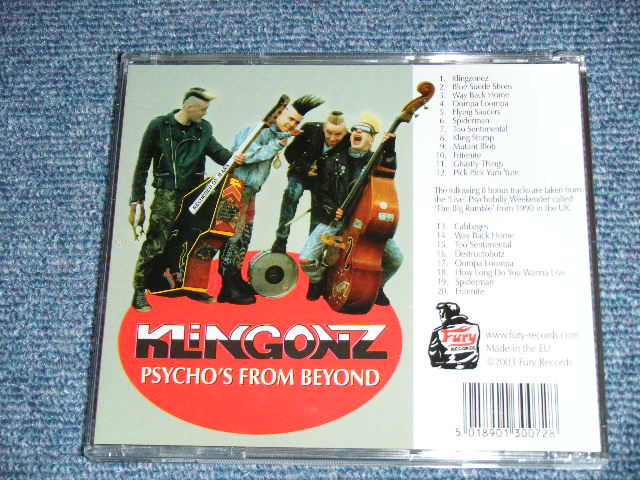 1. Klingzonez
2. Blue Suede Shoes
3. Way Back Home
4. Oompa Loompa
5. Flying Saucers
6. Spiderman
7. Too Sentimental
8. Kling Stomp
9. Mutant Blob
10. Fritenite
11. Ghastly Things
12. Pick Pick Yum Yum
The following 8 bonus tracks are taken from
the 'Live' Psychobilly Weekender called
'The Big Rumble' from 1990 in the UK.
13. Cabbages
14. Way Back Home
15. Too Sentimental
16. Destructobotz
17. Oompa Loompa
18. How Long Do You Wanna Live
19. Spiderman
20. Fritenite
KLiNGONZ
PSYCHO'S FROM BEYOND
Fury
RECORDS
www.fury-records.com
Made in the EU
©2003 Fury Records
5 018901 300728